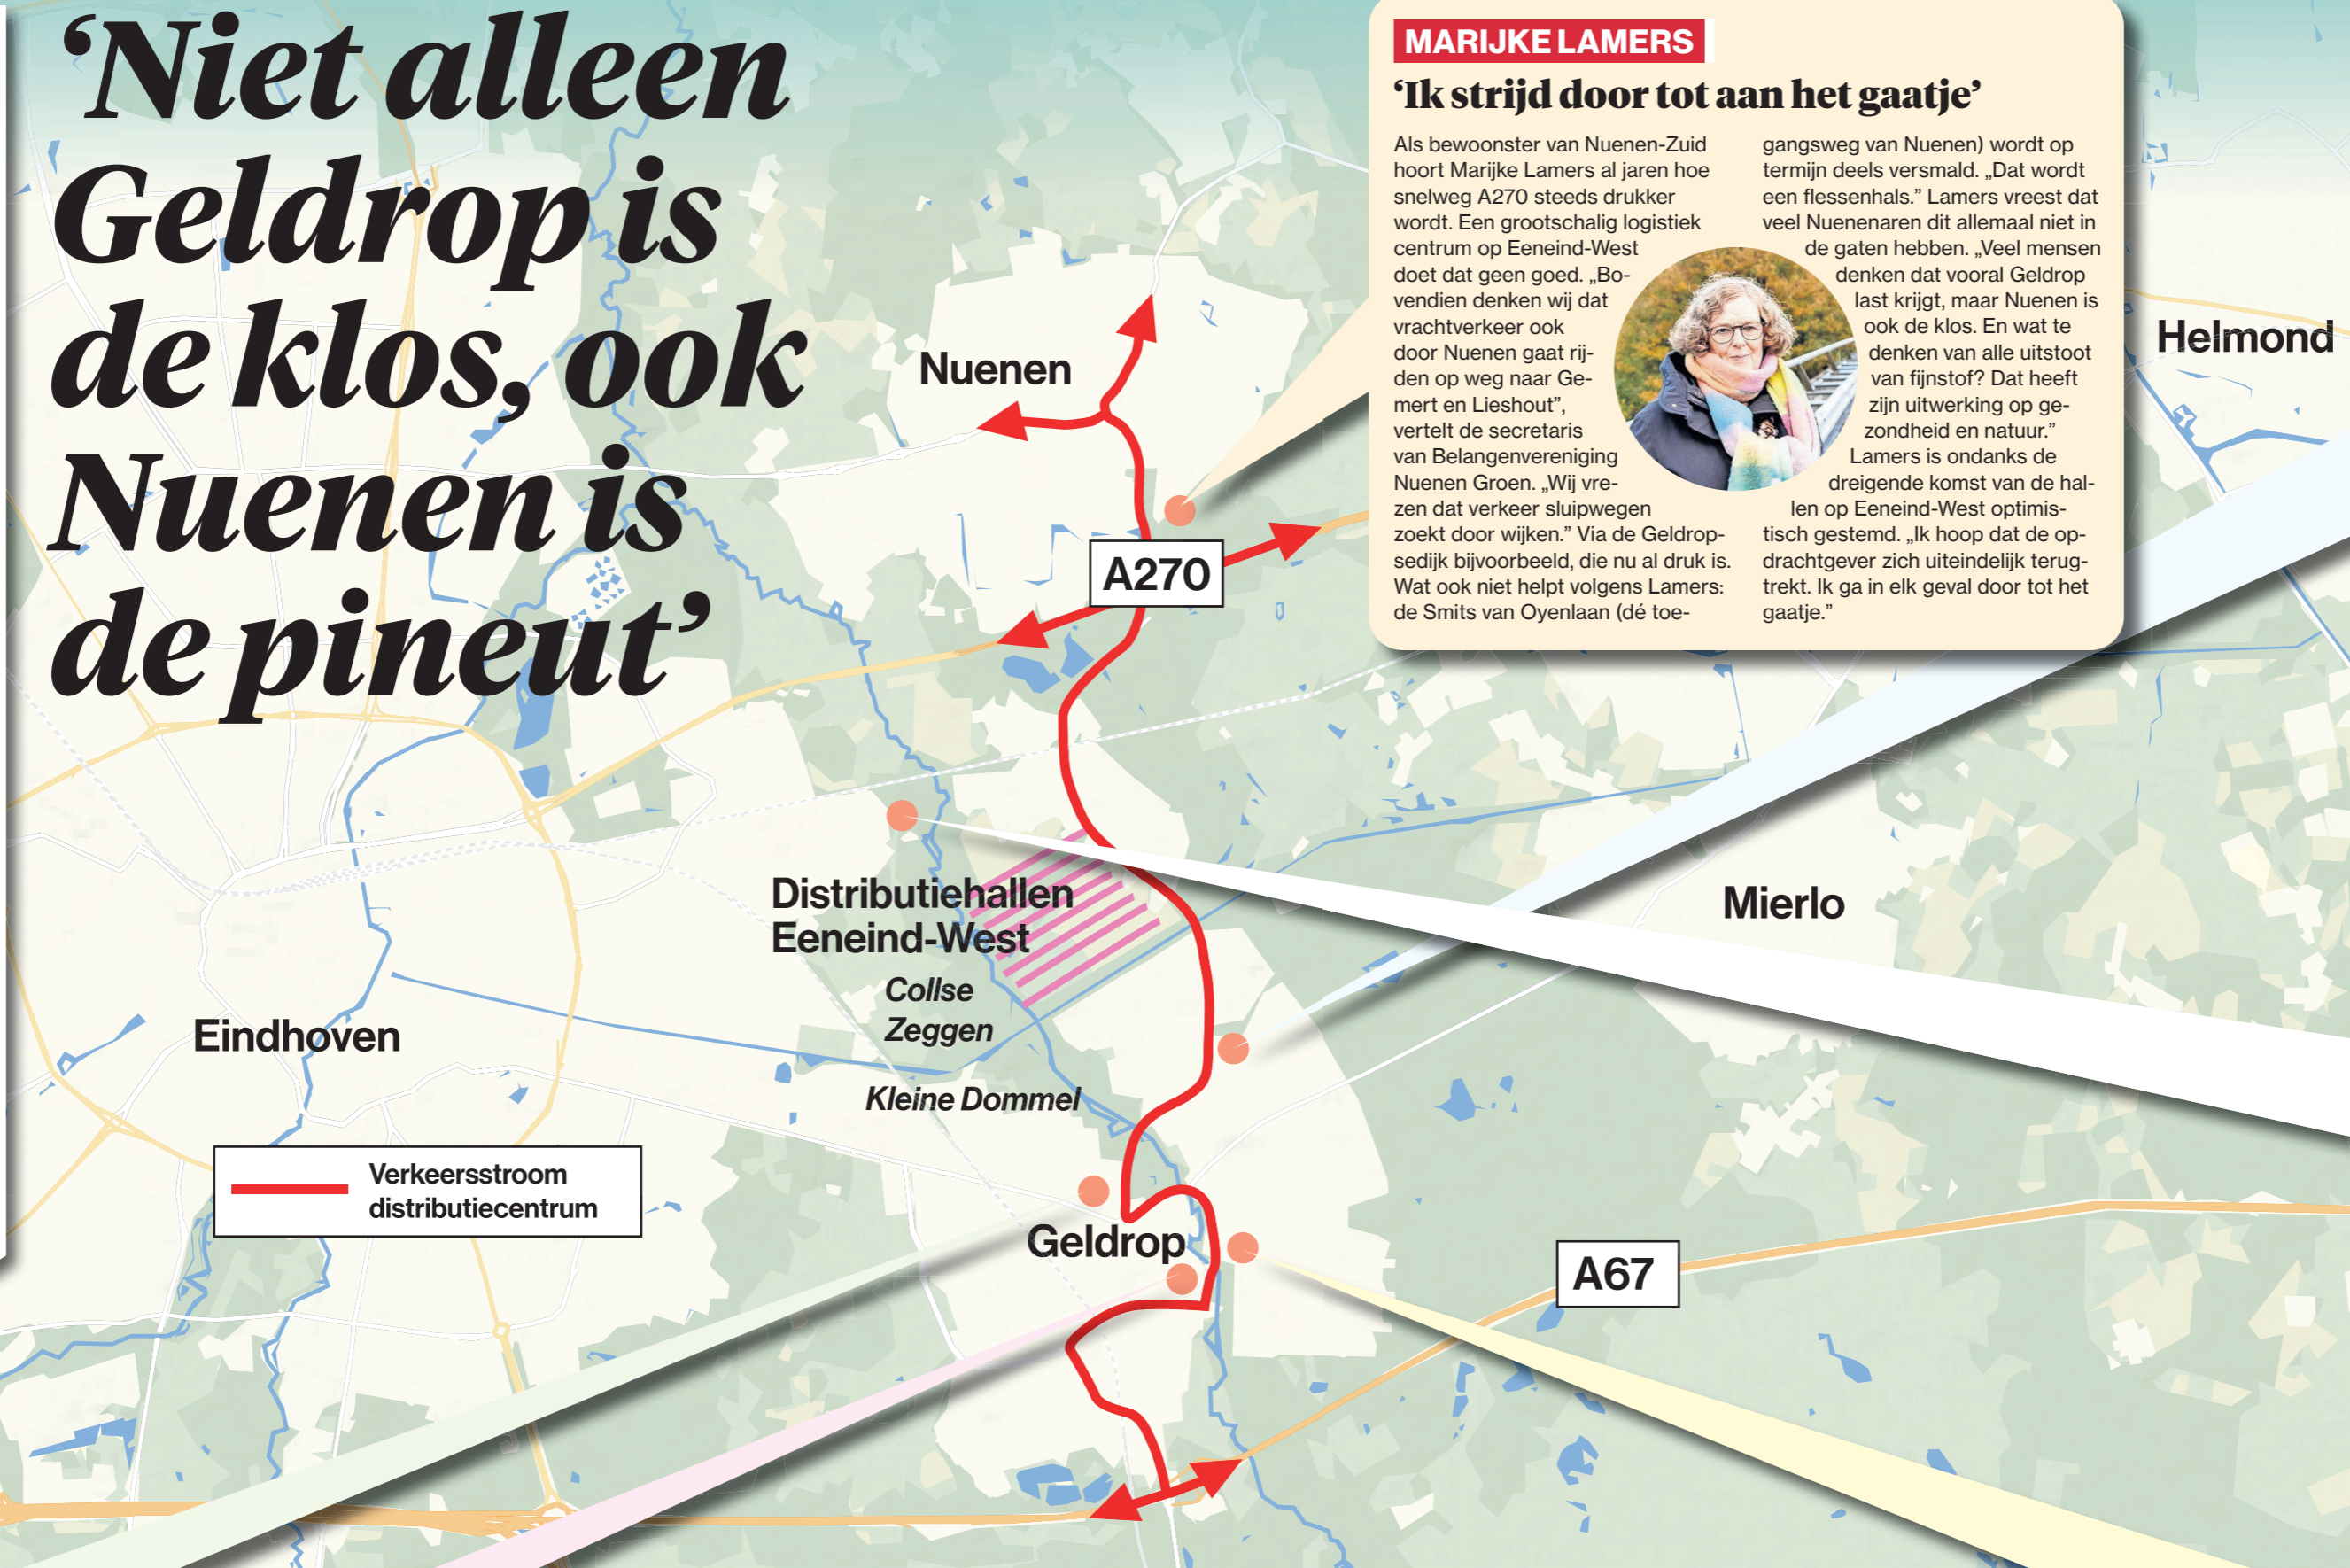 ‘Niet alleen
Geldrop is
de klos, ook
Nuenen is
de pineut’
MARIJKE LAMERS
‘Ik strijd door tot aan het gaatje’
Als bewoonster van Nuenen-Zuid
hoort Marijke Lamers al jaren hoe
snelweg A270 steeds drukker
wordt. Een grootschalig logistiek
centrum op Eeneind-West
doet dat geen goed. „Bo-
vendien denken wij dat
vrachtverkeer ook
door Nuenen gaat rij-
den op weg naar Ge-
mert en Lieshout”,
vertelt de secretaris
van Belangenvereniging
Nuenen Groen. „Wij vre-
zen dat verkeer sluipwegen
zoekt door wijken.” Via de Geldrop-
sedijk bijvoorbeeld, die nu al druk is.
Wat ook niet helpt volgens Lamers:
de Smits van Oyenlaan (dé toe-
gangsweg van Nuenen) wordt op
termijn deels versmald. „Dat wordt
een flessenhals.” Lamers vreest dat
veel Nuenenaren dit allemaal niet in
de gaten hebben. „Veel mensen
denken dat vooral Geldrop
last krijgt, maar Nuenen is
ook de klos. En wat te
denken van alle uitstoot
van fijnstof? Dat heeft
zijn uitwerking op ge-
zondheid en natuur.”
Lamers is ondanks de
dreigende komst van de hal-
len op Eeneind-West optimis-
tisch gestemd. „Ik hoop dat de op-
drachtgever zich uiteindelijk terug-
trekt. Ik ga in elk geval door tot het
gaatje.”
Helmond
Nuenen
A270
Distributiehallen
Eeneind-West
Collse
Zeggen
Mierlo
Eindhoven
Kleine Dommel
Verkeersstroom
distributiecentrum
Geldrop
A67